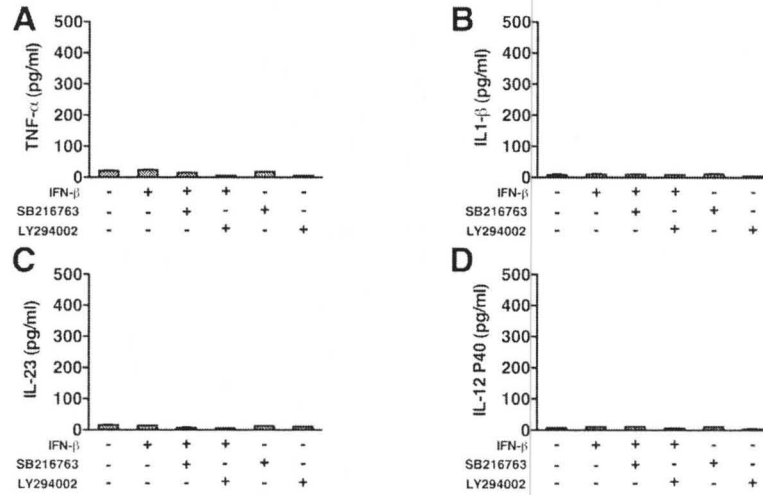 A
TNF-α (pg/ml)
500
400
300
200
100
0
IFN-β - + + + - -
SB216763 - - + - + -
LY294002 - - - + - +
B
IL1-β (pg/ml)
500
400
300
200
100
0
IFN-β - + + + - -
SB216763 - - + - + -
LY294002 - - - + - +
C
IL-23 (pg/ml)
500
400
300
200
100
0
IFN-β - + + + - -
SB216763 - - + - + -
LY294002 - - - + - +
D
IL-12 P40 (pg/ml)
500
400
300
200
100
0
IFN-β - + + + - -
SB216763 - - + - + -
LY294002 - - - + - +